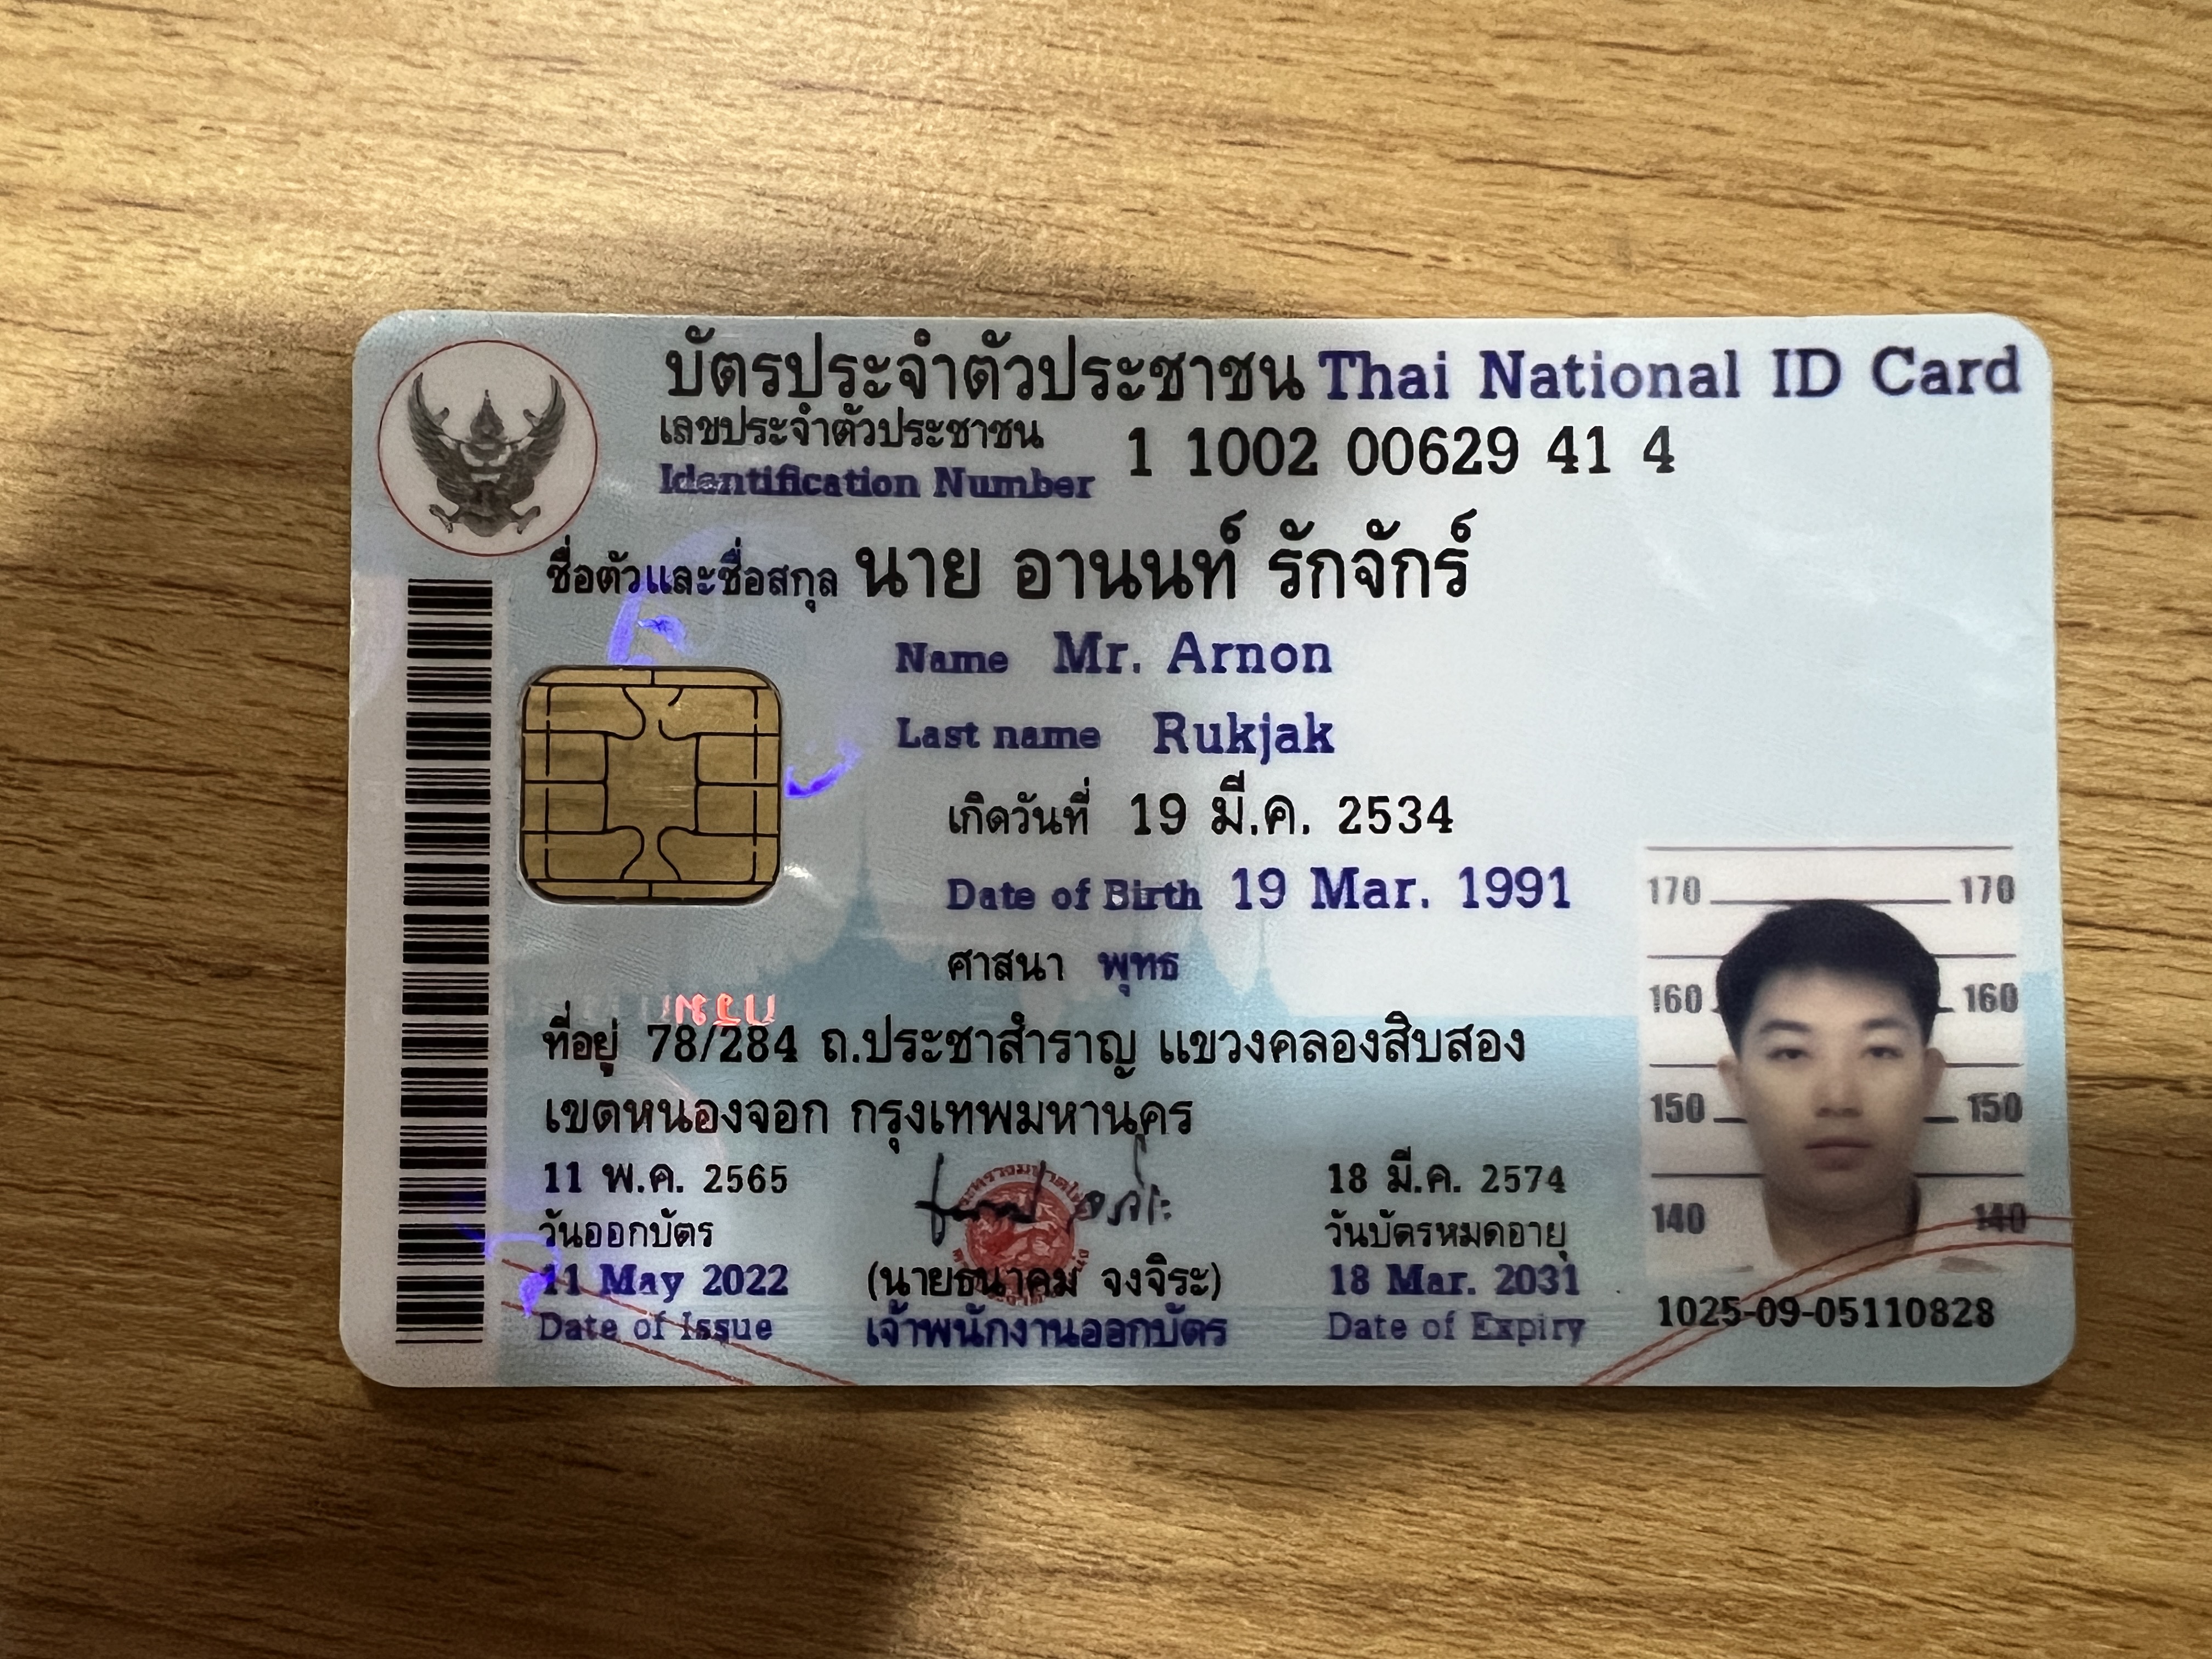 บัตรประจำตัวประชาชน Thai National ID Card
เลขประจำตัวประชาชน 1 1002 00629 41 4
Identification Number
ชื่อตัวและชื่อสกุล นาย อานนท์ รักจักร์
Name Mr. Arnon
Last name Rukjak
เกิดวันที่ 19 มี.ค. 2534
Date of Birth 19 Mar. 1991
ศาสนา พุทธ
ที่อยู่ 78/284 ถ.ประชาสำราญ แขวงคลองสิบสอง
เขตหนองจอก กรุงเทพมหานคร
11 พ.ค. 2565
วันออกบัตร
11 May 2022
Date of Issue
(นายธนาคม จงจิระ)
เจ้าพนักงานออกบัตร
18 มี.ค. 2574
วันบัตรหมดอายุ
18 Mar. 2031
Date of Expiry
170 170
160 160
150 150
140 140
1025-09-05110828